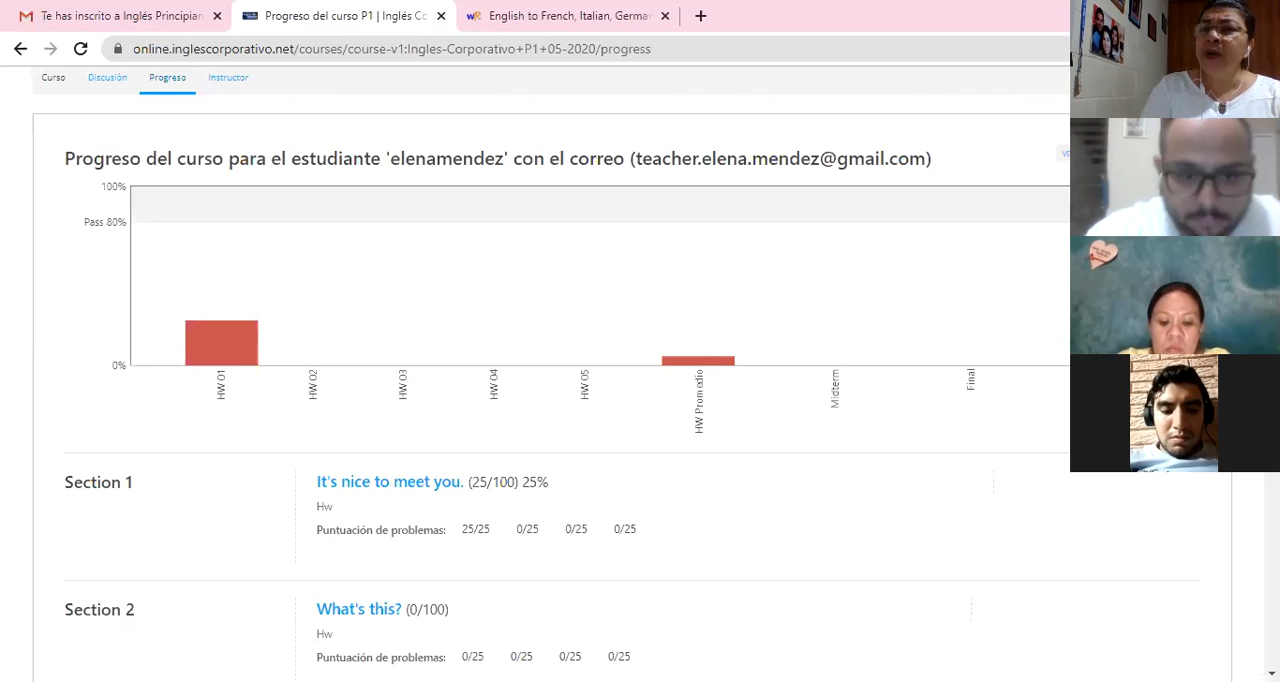 Te has inscrito a Inglés Principian
Progreso del curso P1 | Inglés Co
English to French, Italian, German
online.inglescorporativo.net/courses/course-v1:Ingles-Corporativo+P1+05-2020/progress
Curso Discusión Progreso Instructor
Progreso del curso para el estudiante 'elenamendez' con el correo (teacher.elena.mendez@gmail.com)
100%
Pass 80%
0%
HW 01
HW 02
HW 03
HW 04
HW 05
HW Promedio
Midterm
Final
Section 1
It's nice to meet you. (25/100) 25%
Hw
Puntuación de problemas: 25/25 0/25 0/25 0/25
Section 2
What's this? (0/100)
Hw
Puntuación de problemas: 0/25 0/25 0/25 0/25